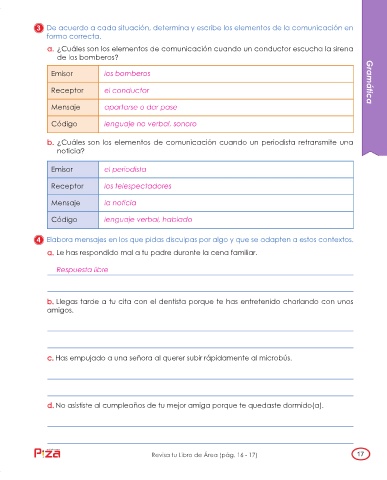 3 De acuerdo a cada situación, determina y escribe los elementos de la comunicación en
forma correcta.
a. ¿Cuáles son los elementos de comunicación cuando un conductor escucha la sirena
de los bomberos?
Emisor los bomberos
Receptor el conductor
Mensaje apartarse o dar pase
Código lenguaje no verbal, sonoro
b. ¿Cuáles son los elementos de comunicación cuando un periodista retransmite una
noticia?
Emisor el periodista
Receptor los telespectadores
Mensaje la noticia
Código lenguaje verbal, hablado
4 Elabora mensajes en los que pidas disculpas por algo y que se adapten a estos contextos.
a. Le has respondido mal a tu padre durante la cena familiar.
Respuesta libre
b. Llegas tarde a tu cita con el dentista porque te has entretenido charlando con unos
amigos.
c. Has empujado a una señora al querer subir rápidamente al microbús.
d. No asististe al cumpleaños de tu mejor amiga porque te quedaste dormido(a).
Gramática
Pizza
Revisa tu Libro de Área (pág. 16 - 17)
17